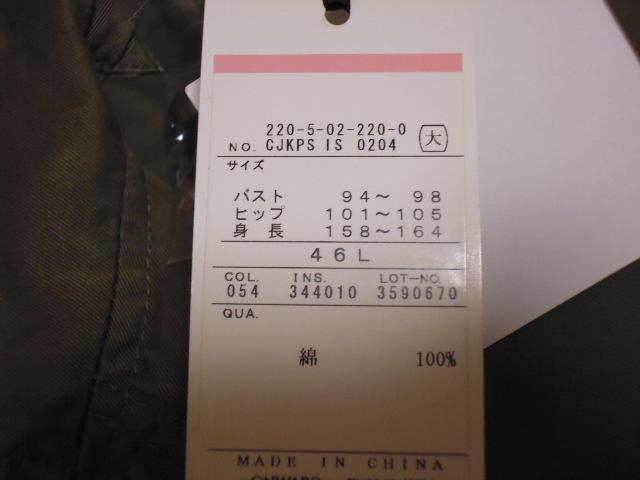 220-5-02-220-0
NO. CJKPS IS 0204 大
サイズ
バスト 94～ 98
ヒップ 101～105
身長 158～164
46L
COL. INS. LOT-NO.
054 344010 3590670
QUA.
綿 100%
MADE IN CHINA